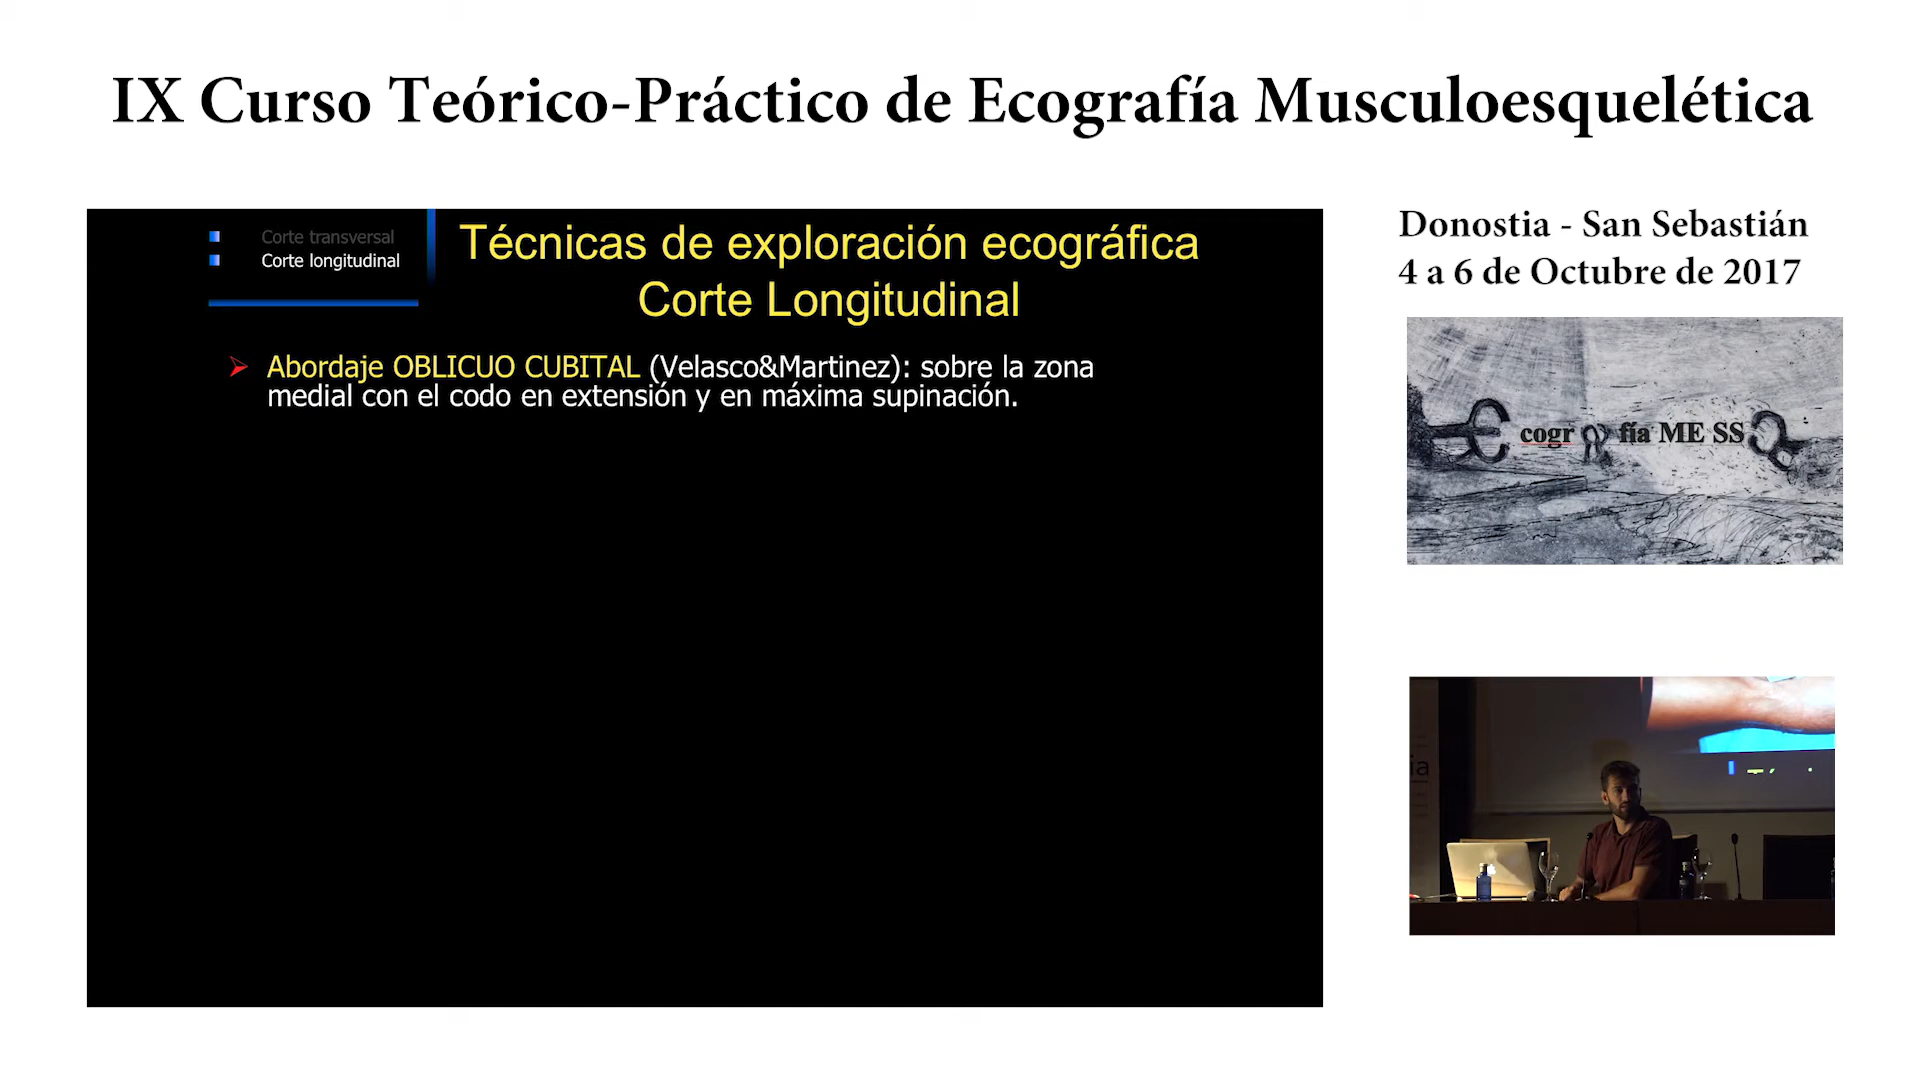 IX Curso Teórico-Práctico de Ecografía Musculoesquelética
Corte transversal
Corte longitudinal
Técnicas de exploración ecográfica
Corte Longitudinal
Abordaje OBLICUO CUBITAL (Velasco&Martinez): sobre la zona
medial con el codo en extensión y en máxima supinación.
Donostia - San Sebastián
4 a 6 de Octubre de 2017
cogr fía ME SS
ia